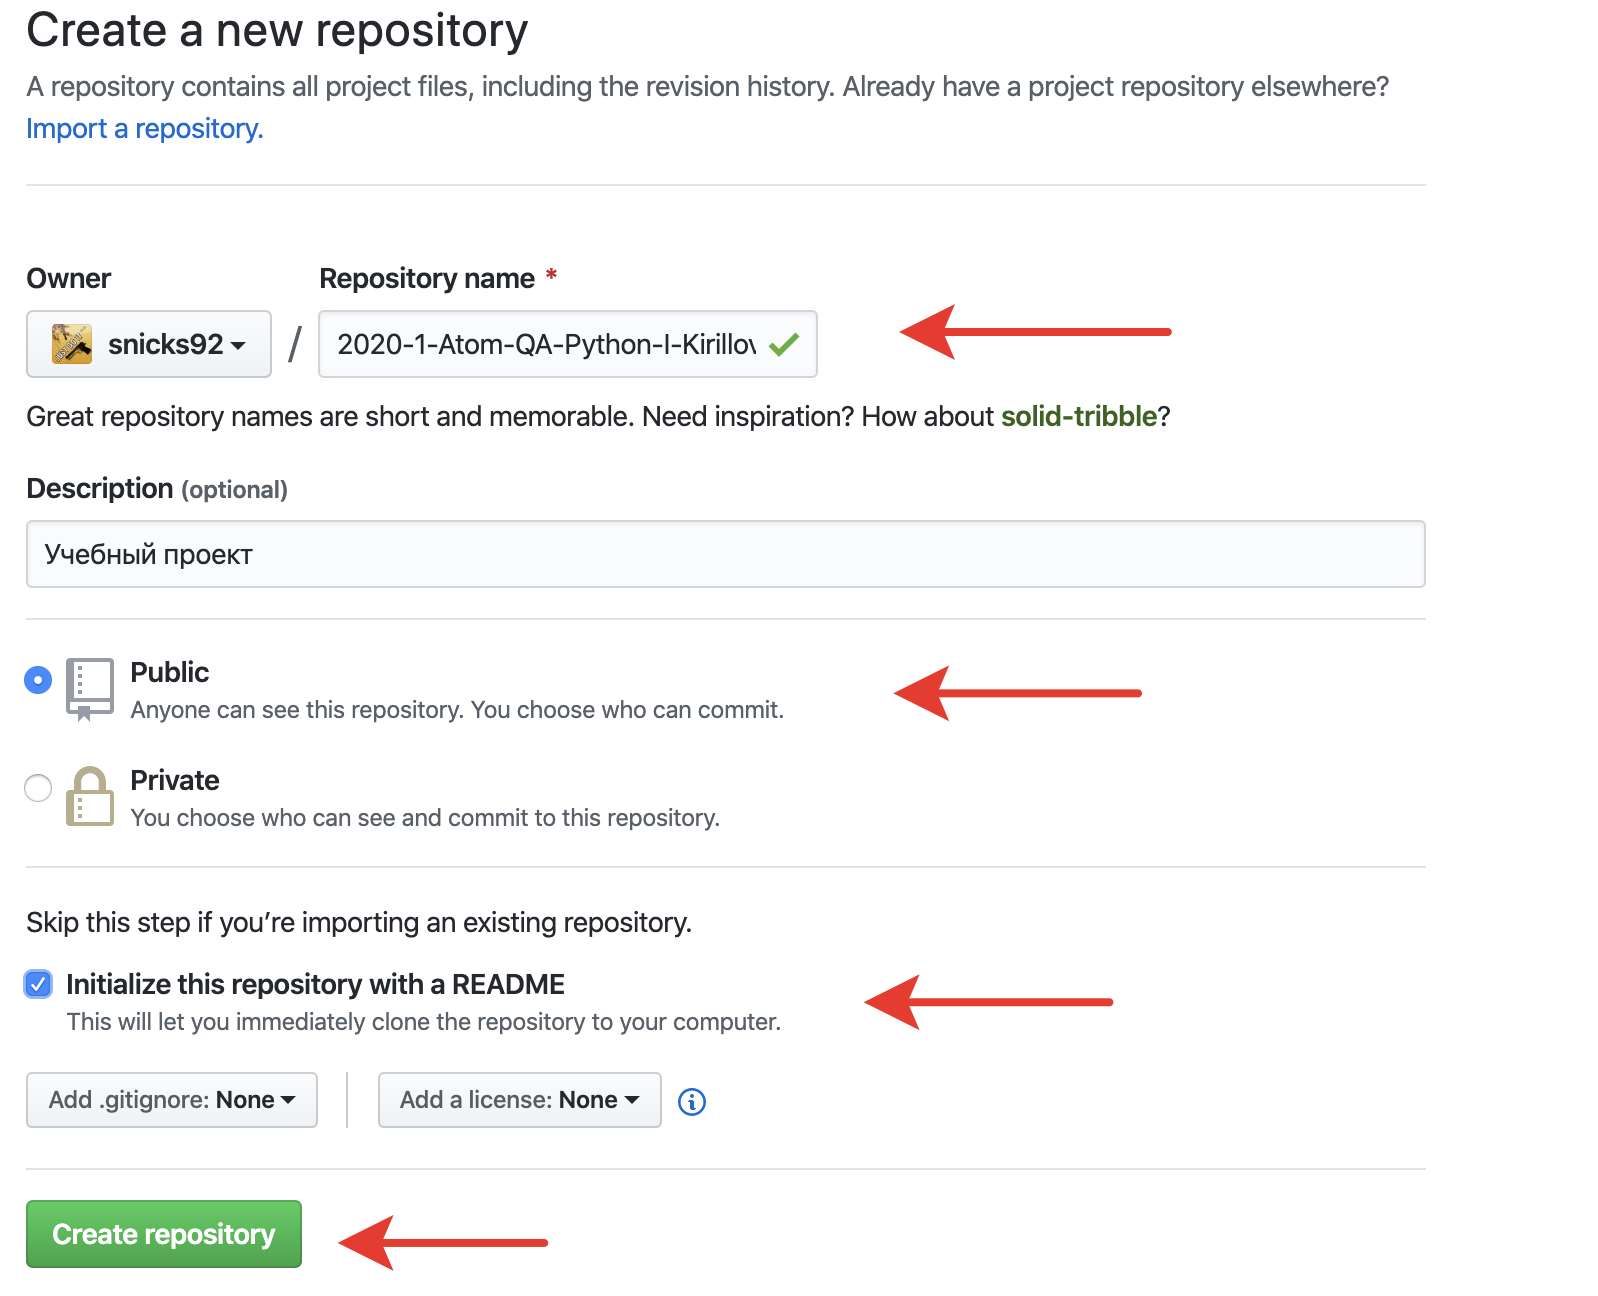 Create a new repository
A repository contains all project files, including the revision history. Already have a project repository elsewhere?
Import a repository.
Owner
Repository name *
snicks92
/
2020-1-Atom-QA-Python-I-Kirillov
Great repository names are short and memorable. Need inspiration? How about solid-tribble?
Description (optional)
Учебный проект
Public
Anyone can see this repository. You choose who can commit.
Private
You choose who can see and commit to this repository.
Skip this step if you’re importing an existing repository.
Initialize this repository with a README
This will let you immediately clone the repository to your computer.
Add .gitignore: None
Add a license: None
Create repository